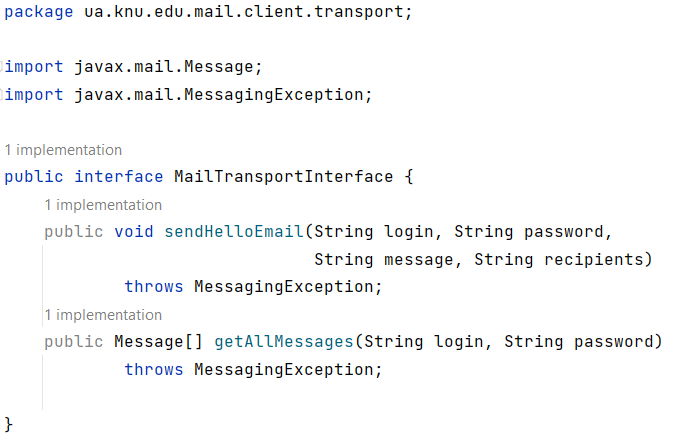 package ua.knu.edu.mail.client.transport;
import javax.mail.Message;
import javax.mail.MessagingException;
1 implementation
public interface MailTransportInterface {
1 implementation
public void sendHelloEmail(String login, String password,
String message, String recipients)
throws MessagingException;
1 implementation
public Message[] getAllMessages(String login, String password)
throws MessagingException;
}